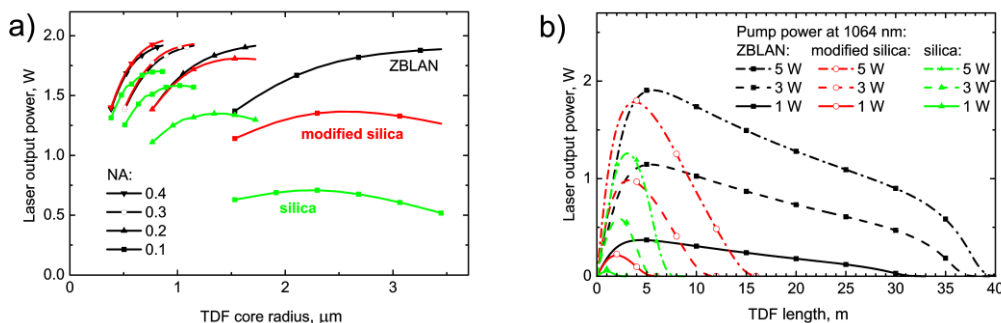 a)
Laser output power, W
2.0
1.5
1.0
0.5
0.0
ZBLAN
modified silica
silica
NA:
0.4
0.3
0.2
0.1
0 1 2 3
TDF core radius, µm
b)
Laser output power, W
2
1
0
Pump power at 1064 nm:
ZBLAN: modified silica: silica:
5 W 5 W 5 W
3 W 3 W 3 W
1 W 1 W 1 W
0 5 10 15 20 25 30 35 40
TDF length, m